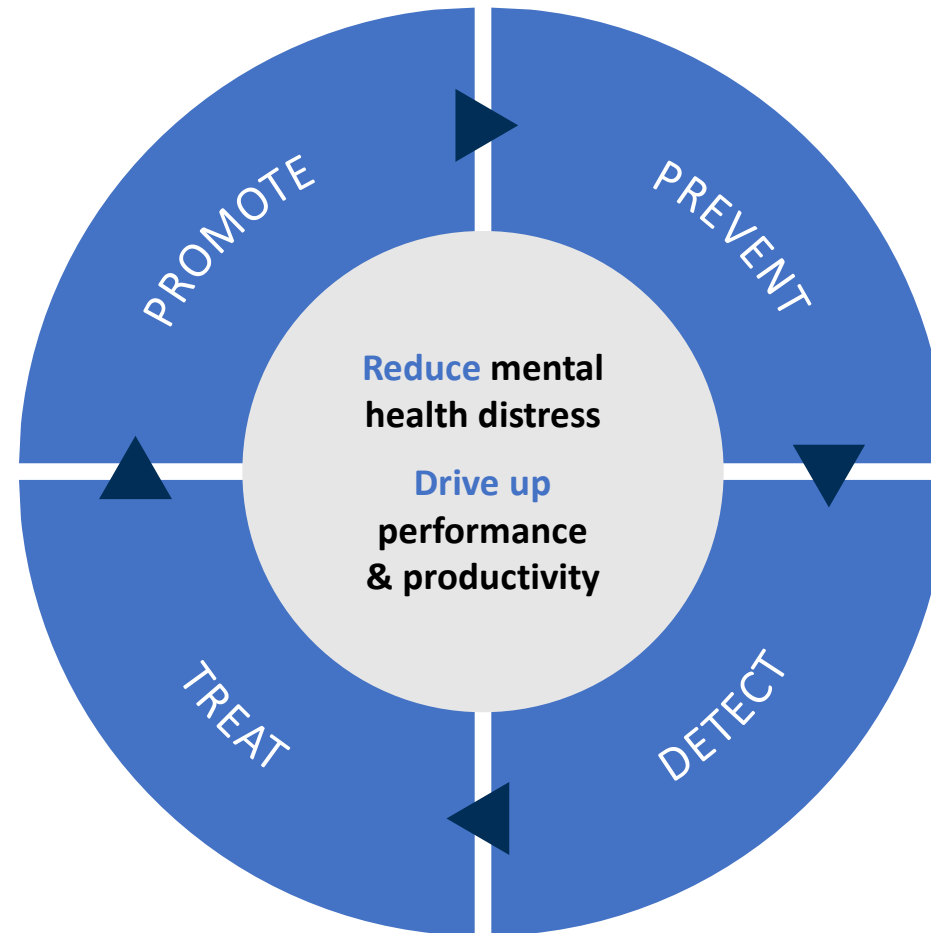 PROMOTE
PREVENT
Reduce mental
health distress
Drive up
performance
& productivity
TREAT
DETECT